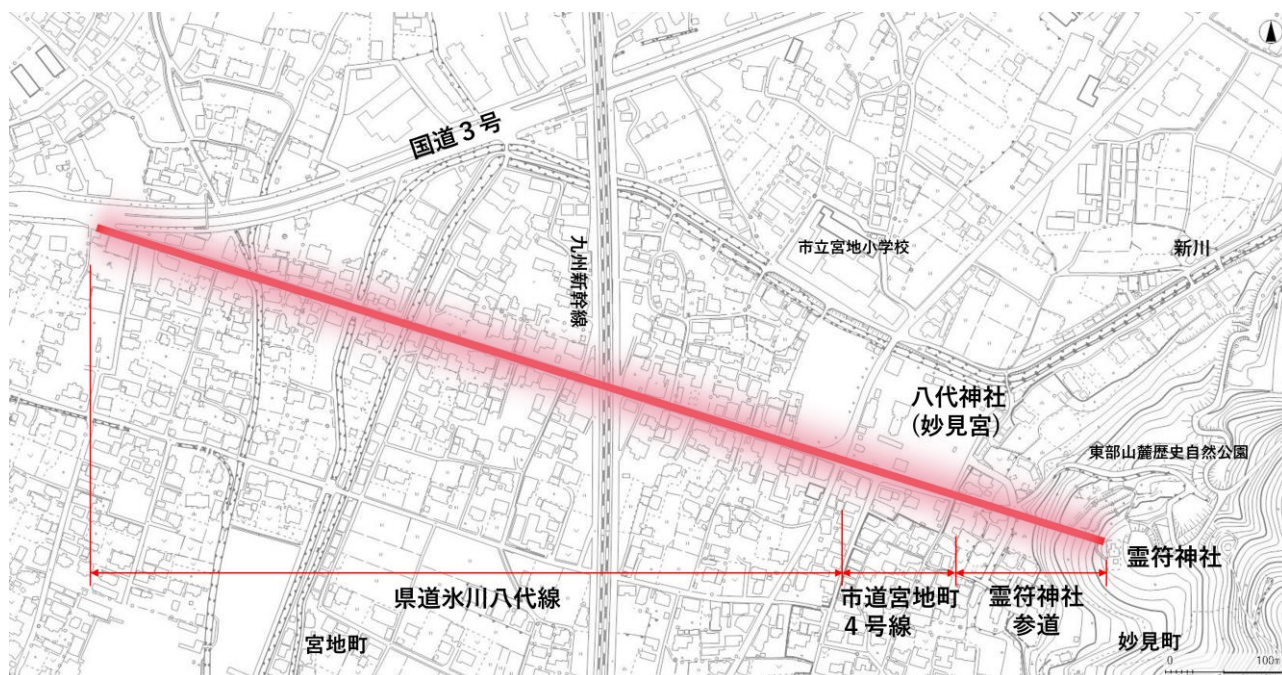 国道３号
九州新幹線
市立宮地小学校
新川
八代神社
(妙見宮)
東部山麓歴史自然公園
霊符神社
県道氷川八代線
市道宮地町
４号線
霊符神社
参道
宮地町
妙見町
0 100m